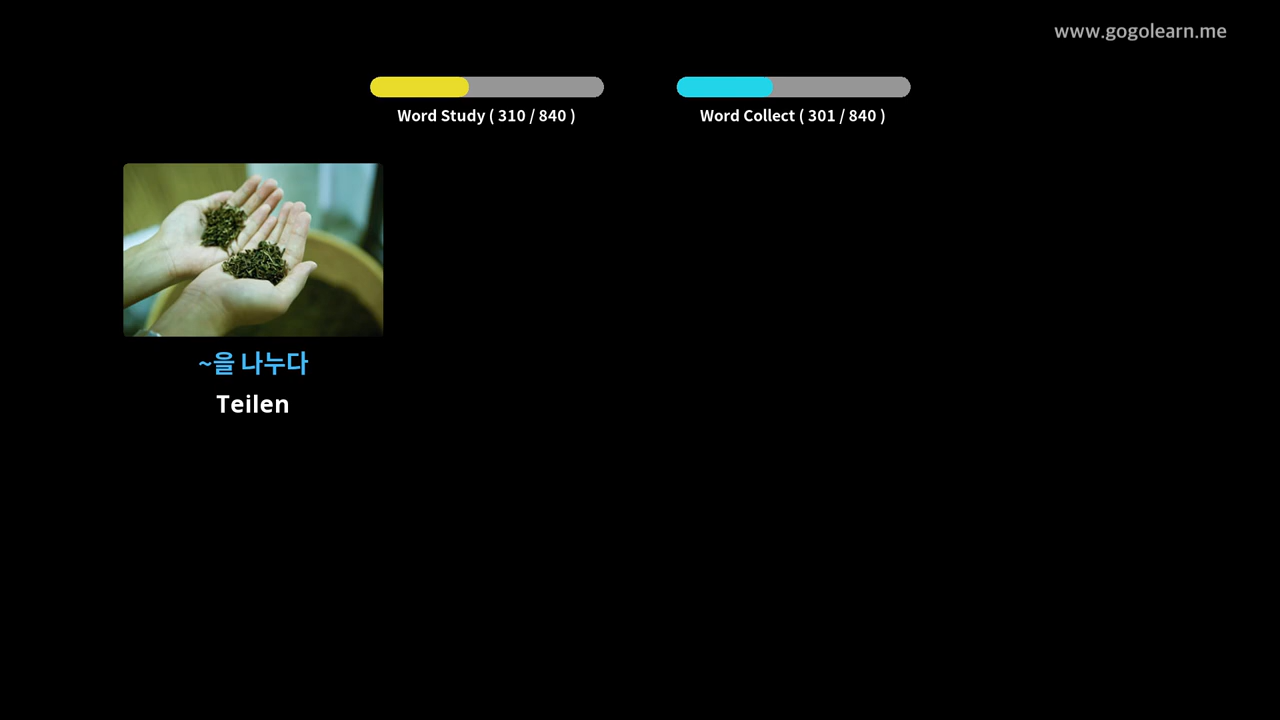 www.gogolearn.me
Word Study ( 310 / 840 )
Word Collect ( 301 / 840 )
~을 나누다
Teilen